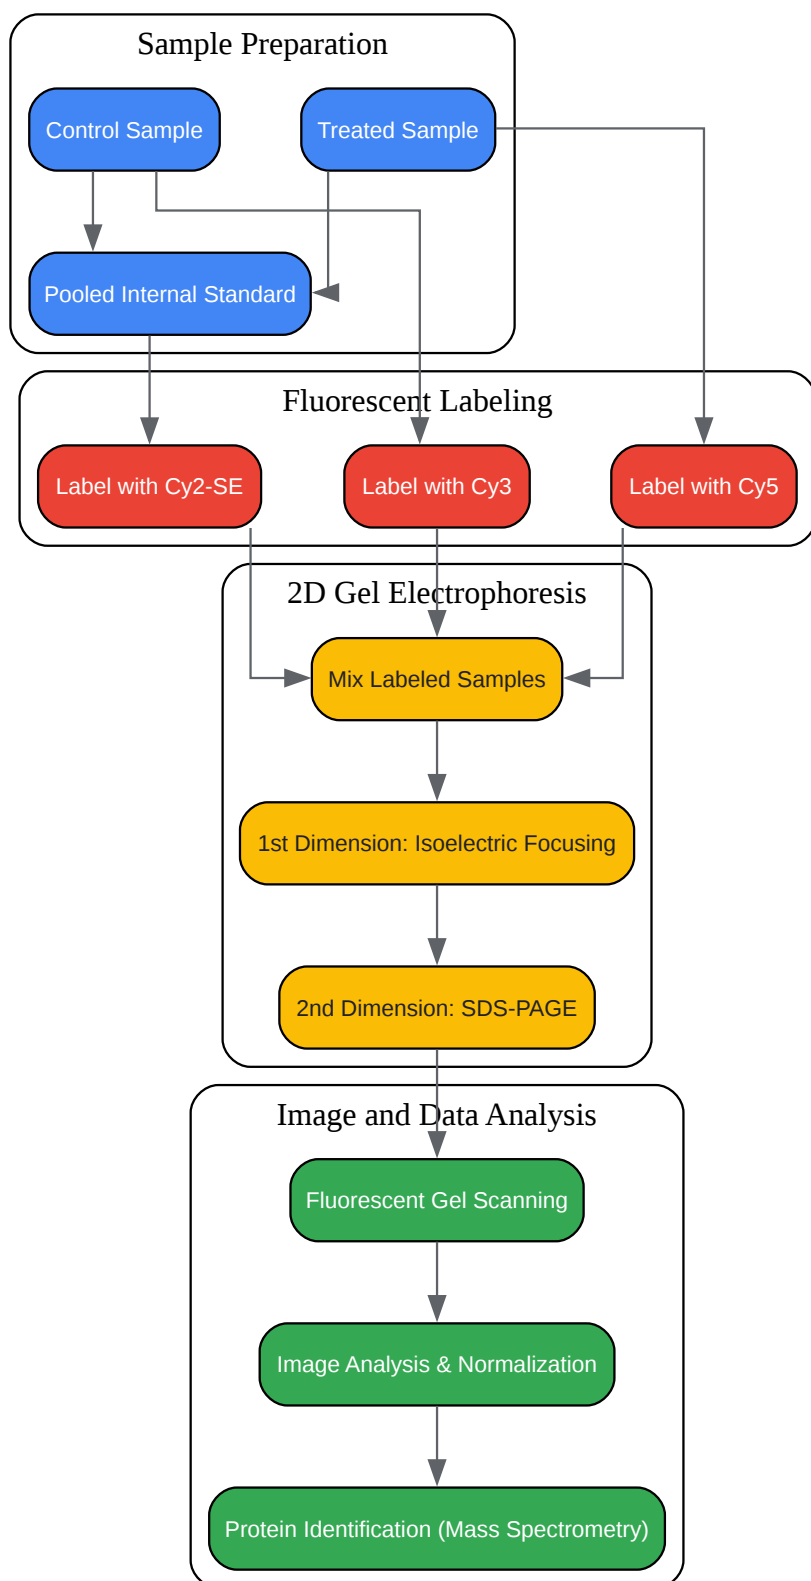 Sample Preparation
Control Sample
Treated Sample
Pooled Internal Standard
Fluorescent Labeling
Label with Cy2-SE
Label with Cy3
Label with Cy5
2D Gel Electrophoresis
Mix Labeled Samples
1st Dimension: Isoelectric Focusing
2nd Dimension: SDS-PAGE
Image and Data Analysis
Fluorescent Gel Scanning
Image Analysis & Normalization
Protein Identification (Mass Spectrometry)